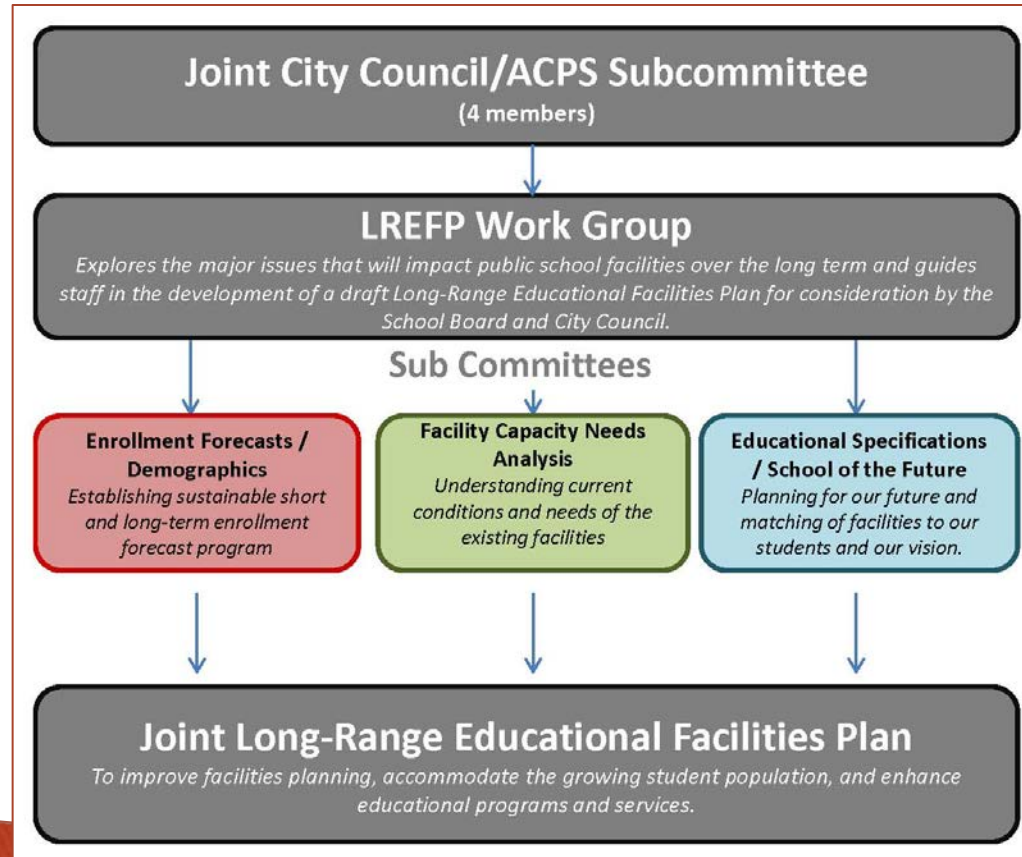 Joint City Council/ACPS Subcommittee
(4 members)
LREFP Work Group
Explores the major issues that will impact public school facilities over the long term and guides
staff in the development of a draft Long-Range Educational Facilities Plan for consideration by the
School Board and City Council.
Sub Committees
Enrollment Forecasts /
Demographics
Establishing sustainable short
and long-term enrollment
forecast program
Facility Capacity Needs
Analysis
Understanding current
conditions and needs of the
existing facilities
Educational Specifications
/ School of the Future
Planning for our future and
matching of facilities to our
students and our vision.
Joint Long-Range Educational Facilities Plan
To improve facilities planning, accommodate the growing student population, and enhance
educational programs and services.